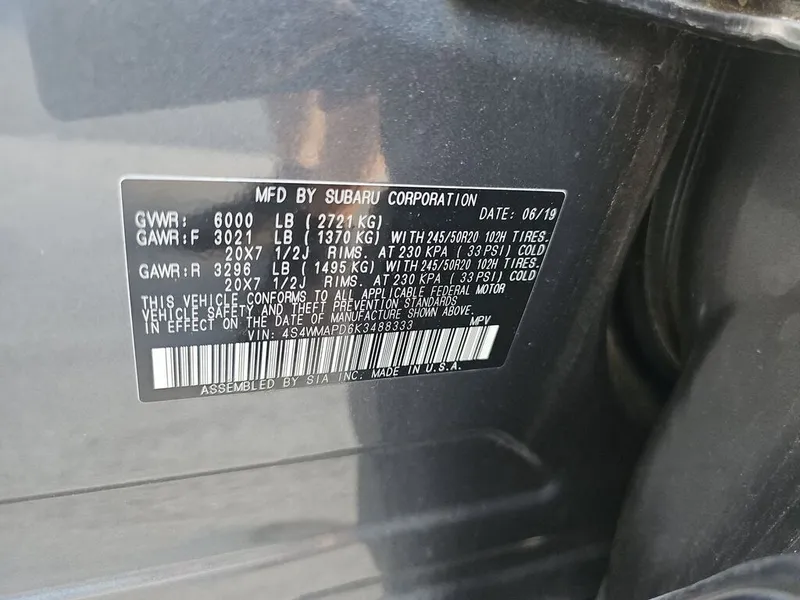 MFD BY SUBARU CORPORATION
GVWR: 6000 LB ( 2721 KG) DATE: 06/19
GAWR:F 3021 LB ( 1370 KG) WITH 245/50R20 102H TIRES.
20X7 1/2J RIMS. AT 230 KPA ( 33 PSI) COLD
GAWR:R 3296 LB ( 1495 KG) WITH 245/50R20 102H TIRES.
20X7 1/2J RIMS. AT 230 KPA ( 33 PSI) COLD.
THIS VEHICLE CONFORMS TO ALL APPLICABLE FEDERAL MOTOR
VEHICLE SAFETY AND THEFT PREVENTION STANDARDS
IN EFFECT ON THE DATE OF MANUFACTURE SHOWN ABOVE.
VIN: 4S4WMAPD6K3488333 MPV
ASSEMBLED BY SIA INC. MADE IN U.S.A.